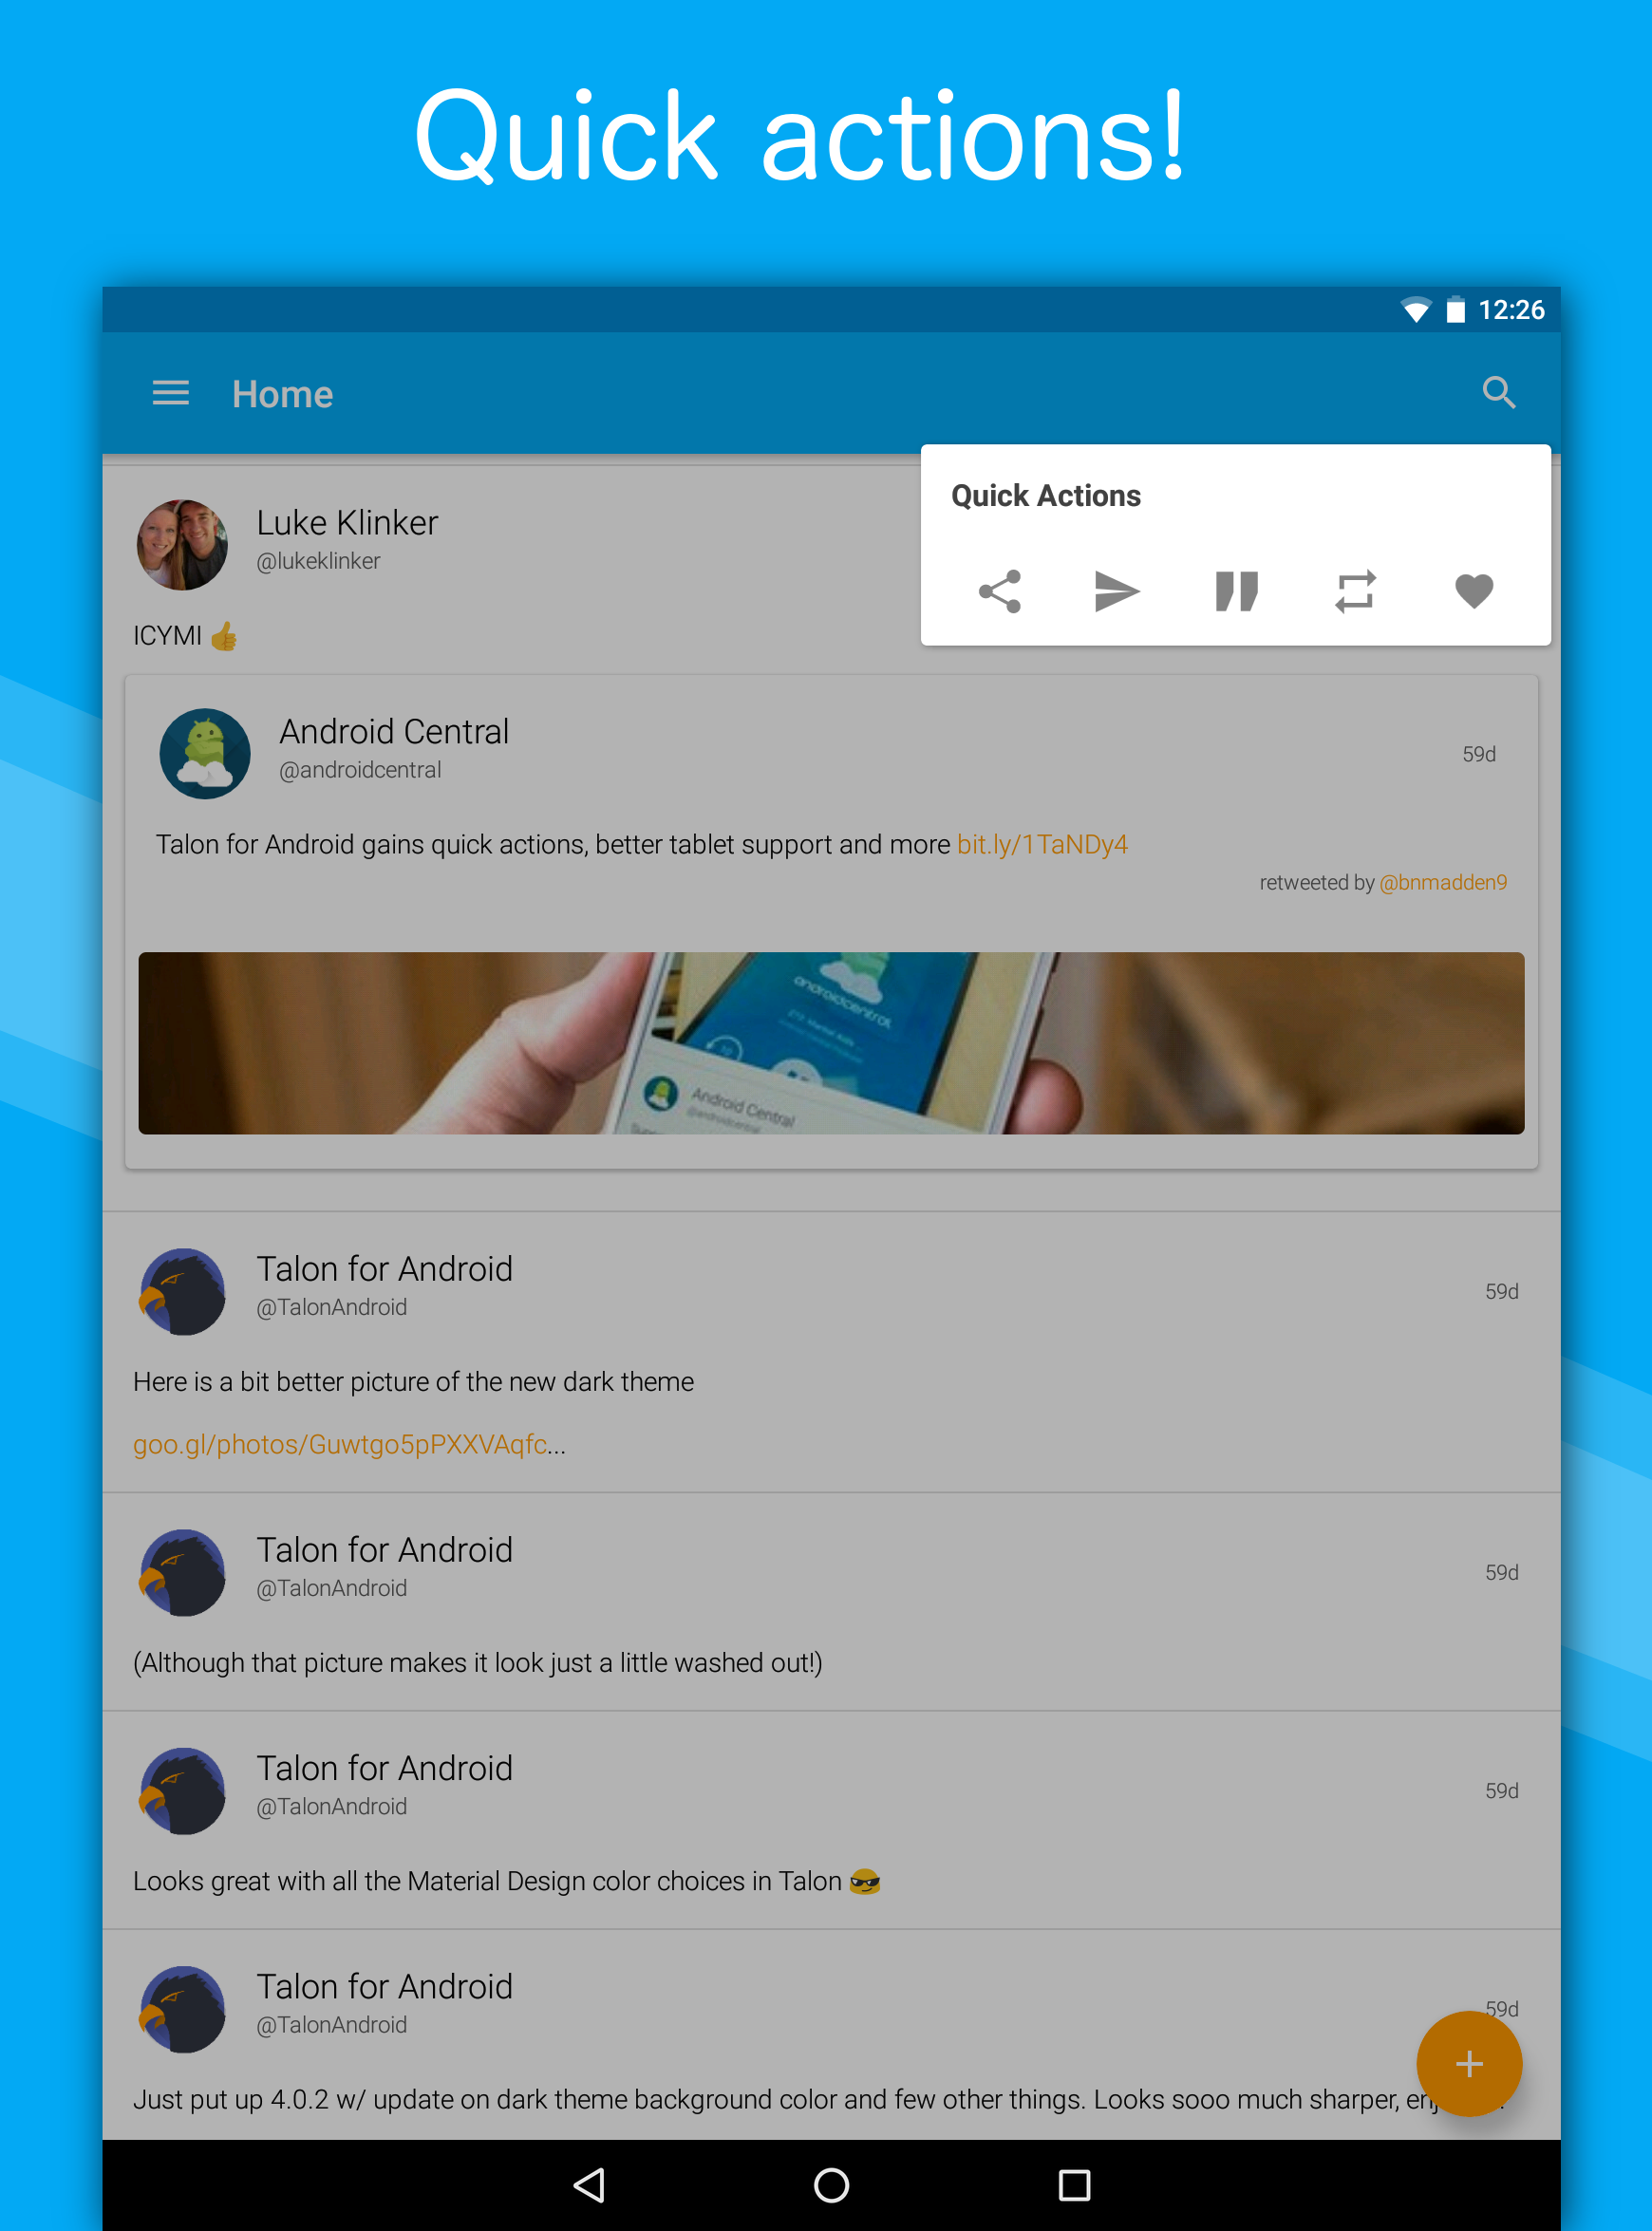 Quick actions!
12:26
Home
Quick Actions
Luke Klinker
@lukeklinker
ICYMI 👍
Android Central
@androidcentral
59d
Talon for Android gains quick actions, better tablet support and more bit.ly/1TaNDy4
retweeted by @bnmadden9
androidcentral
Android Central
@androidcentral
Talon for Android
@TalonAndroid
59d
Here is a bit better picture of the new dark theme
goo.gl/photos/Guwtgo5pPXXVAqfc...
Talon for Android
@TalonAndroid
59d
(Although that picture makes it look just a little washed out!)
Talon for Android
@TalonAndroid
59d
Looks great with all the Material Design color choices in Talon 😎
Talon for Android
@TalonAndroid
59d
Just put up 4.0.2 w/ update on dark theme background color and few other things. Looks sooo much sharper,